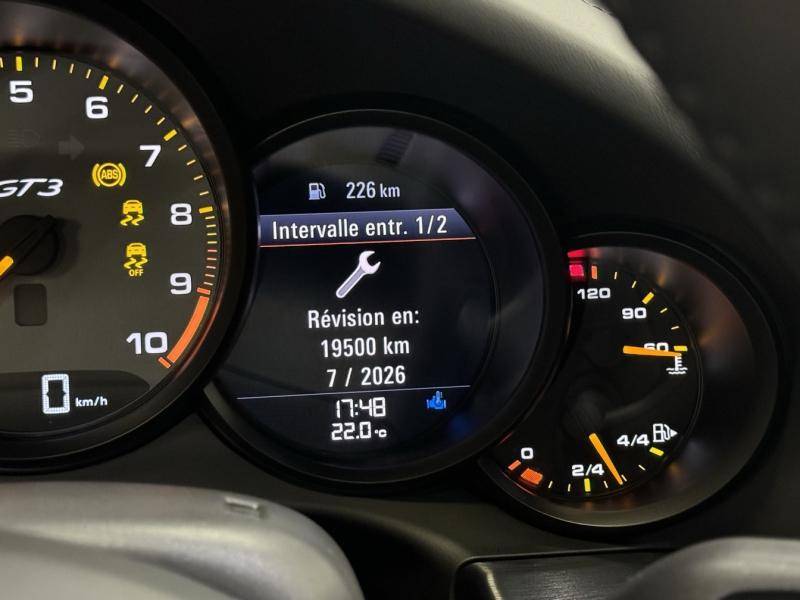 5
6
7
8
9
10
GT3
ABS
OFF
0 km/h
226 km
Intervalle entr. 1/2
Révision en:
19500 km
7 / 2026
17:48
22.0 °C
120
90
60
0
2/4
4/4